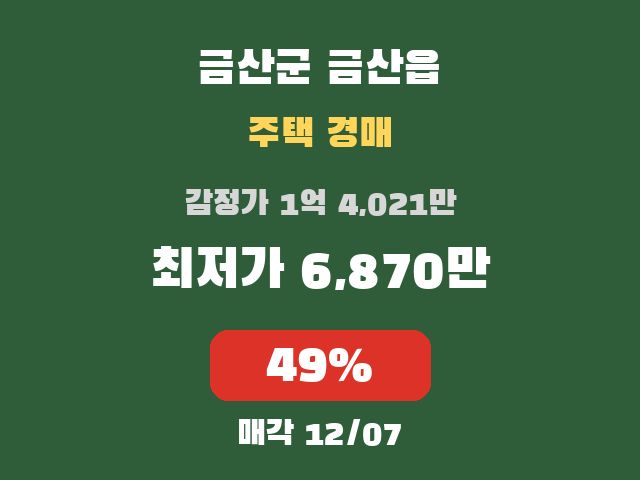 금산군 금산읍
주택 경매
감정가 1억 4,021만
최저가 6,870만
49%
매각 12/07